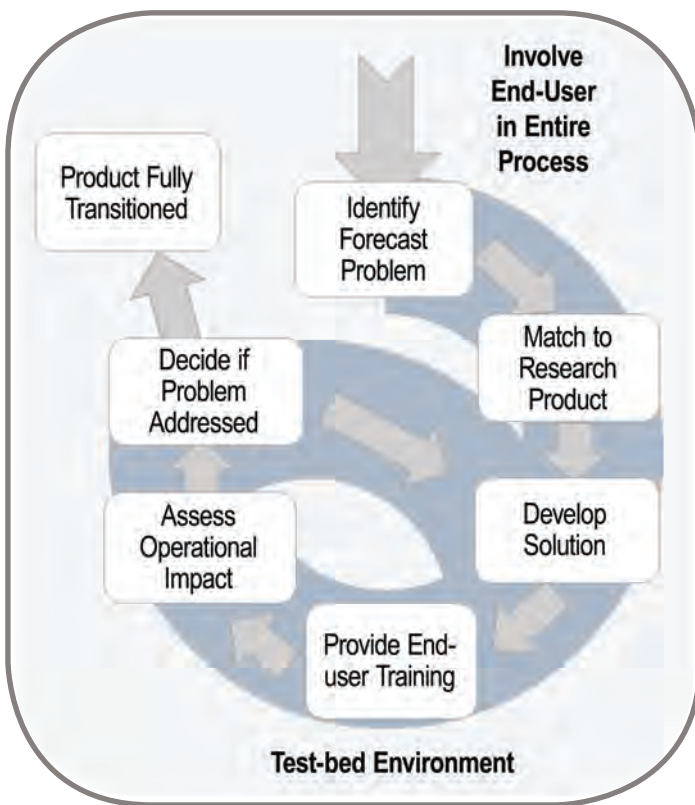 Involve
End-User
in Entire
Process
Product Fully
Transitioned
Identify
Forecast
Problem
Match to
Research
Product
Decide if
Problem
Addressed
Develop
Solution
Assess
Operational
Impact
Provide End-
user Training
Test-bed Environment